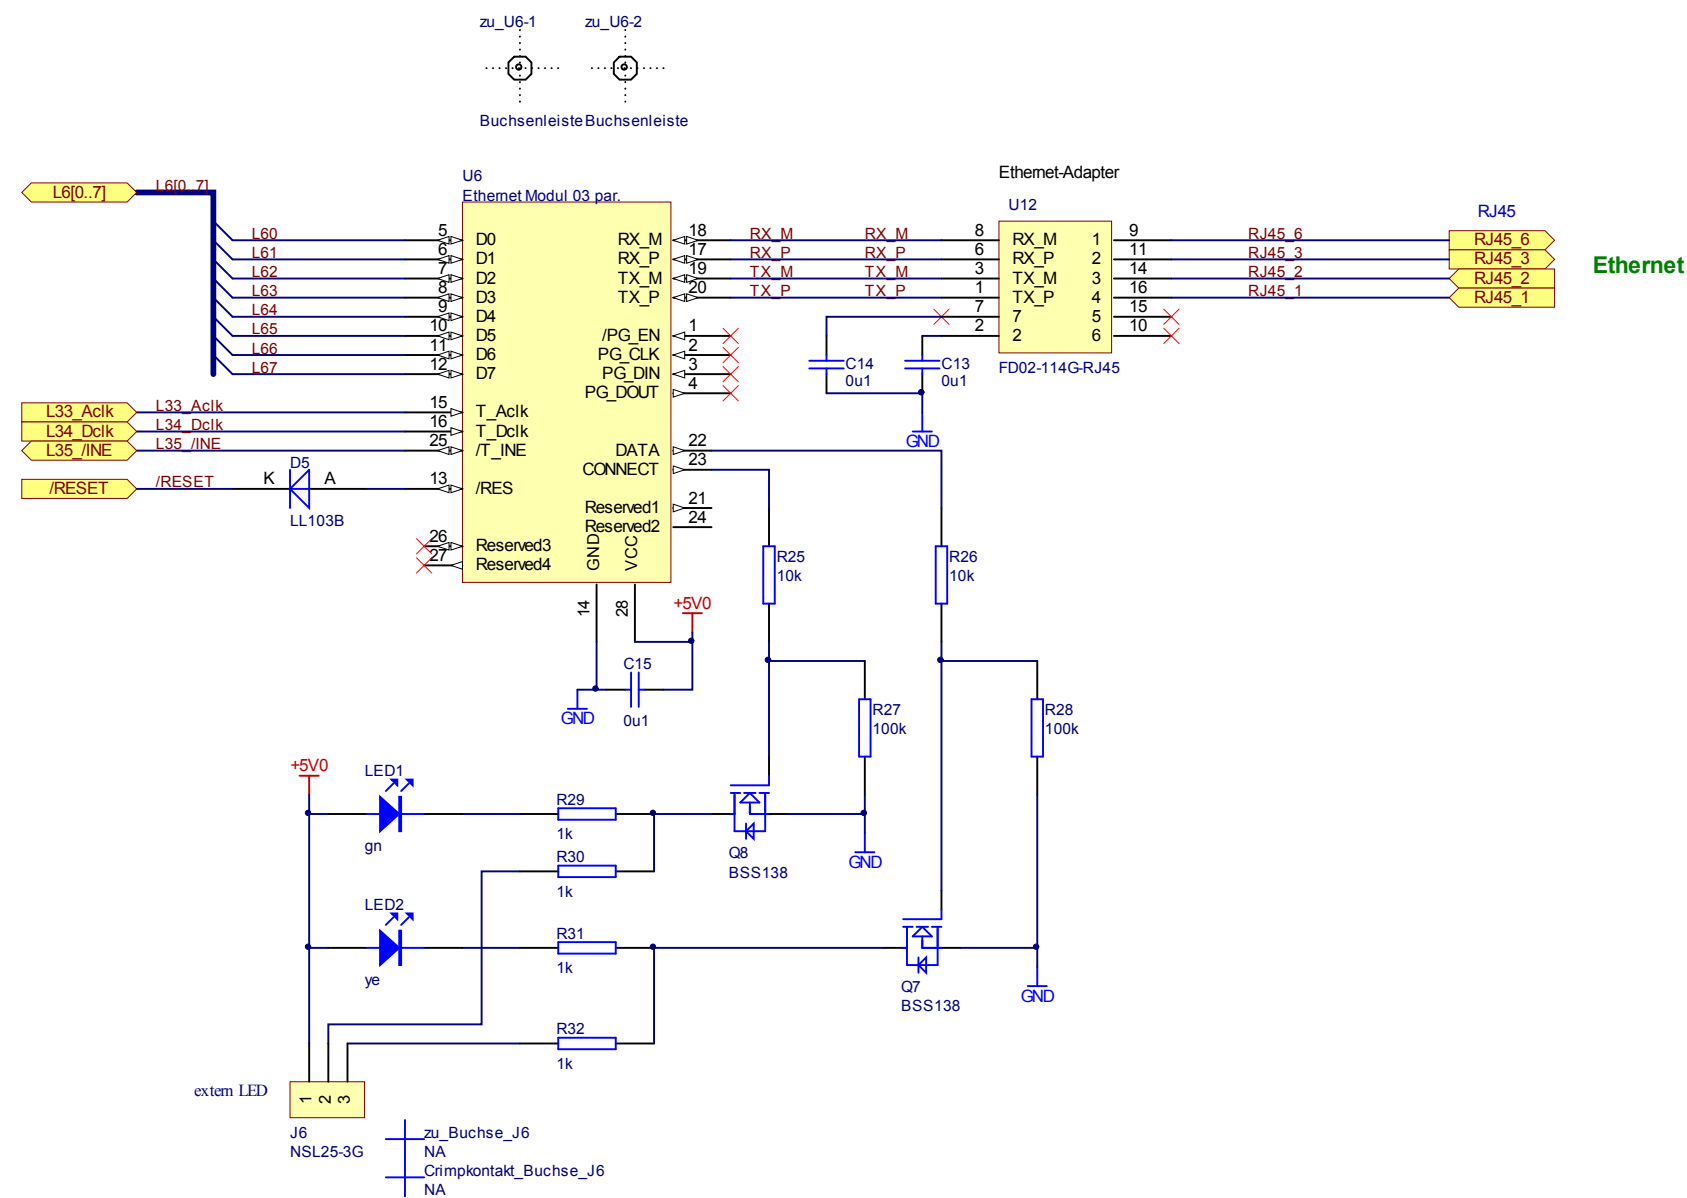 zu_U6-1 zu_U6-2
Buchsenleiste Buchsenleiste
L6[0..7] L6[0..7]
U6
Ethernet Modul 03 par.
L60 5 D0
L61 6 D1
L62 7 D2
L63 8 D3
L64 9 D4
L65 10 D5
L66 11 D6
L67 12 D7
L33_Aclk L33_Aclk 15 T_Aclk
L34_Dclk L34_Dclk 16 T_Dclk
L35_/INE L35_/INE 25 /T_INE
/RESET /RESET K D5 A 13 /RES
LL103B
26 Reserved3
27 Reserved4
RX_M 18 RX_M RX_M
RX_P 17 RX_P RX_P
TX_M 19 TX_M TX_M
TX_P 20 TX_P TX_P
/PG_EN 1
PG_CLK 2
PG_DIN 3
PG_DOUT 4
DATA 22
CONNECT 23
Reserved1 21
Reserved2 24
GND VCC
14 28
+5V0
C15
0u1
GND
Ethernet-Adapter
U12
8 RX_M 1 9 RJ45_6 RJ45_6
6 RX_P 2 11 RJ45_3 RJ45_3
3 TX_M 3 14 RJ45_2 RJ45_2
1 TX_P 4 16 RJ45_1 RJ45_1
7 7 5 15
2 2 6 10
FD02-114G-RJ45
RJ45
Ethernet
C14
0u1
C13
0u1
GND
R25
10k
R26
10k
R27
100k
R28
100k
+5V0
LED1
gn
R29
1k
R30
1k
Q8
BSS138
GND
LED2
ye
R31
1k
R32
1k
Q7
BSS138
GND
extern LED
1 2 3
J6
NSL25-3G
zu_Buchse_J6
NA
Crimpkontakt_Buchse_J6
NA